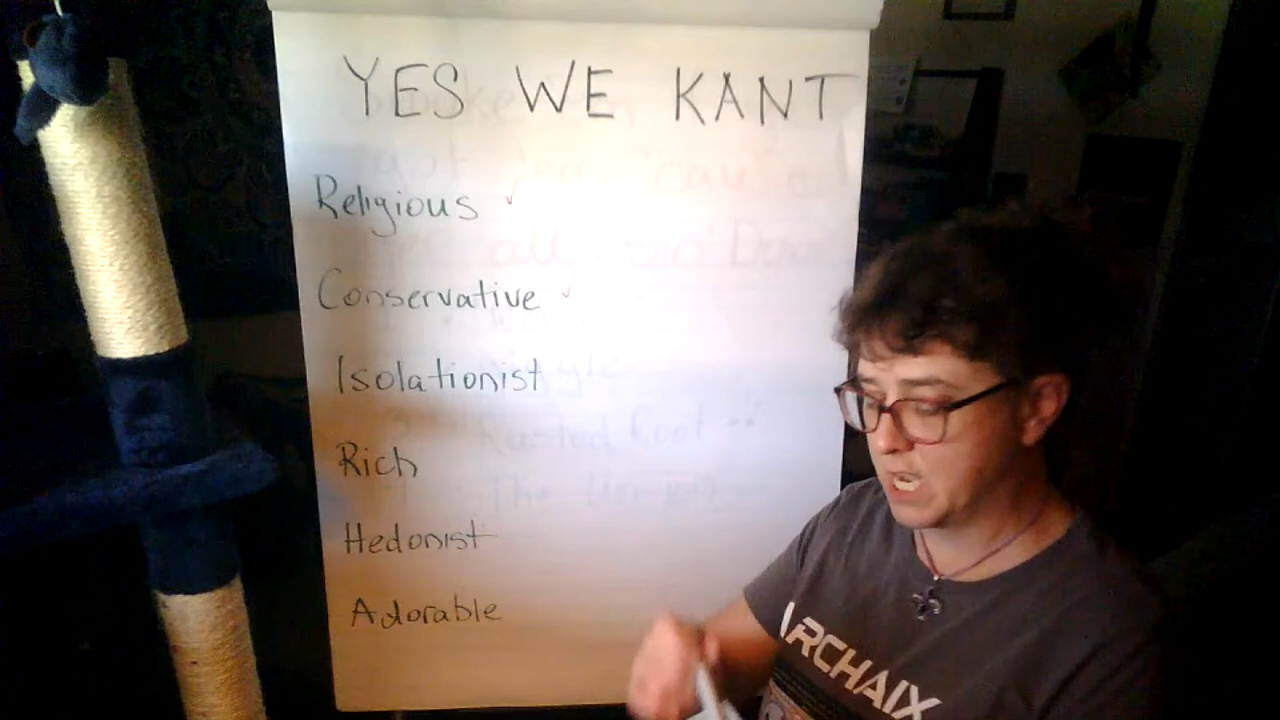 YES WE KANT
Religious ✓
Conservative ✓
Isolationist
Rich
Hedonist
Adorable
ARCHAIX